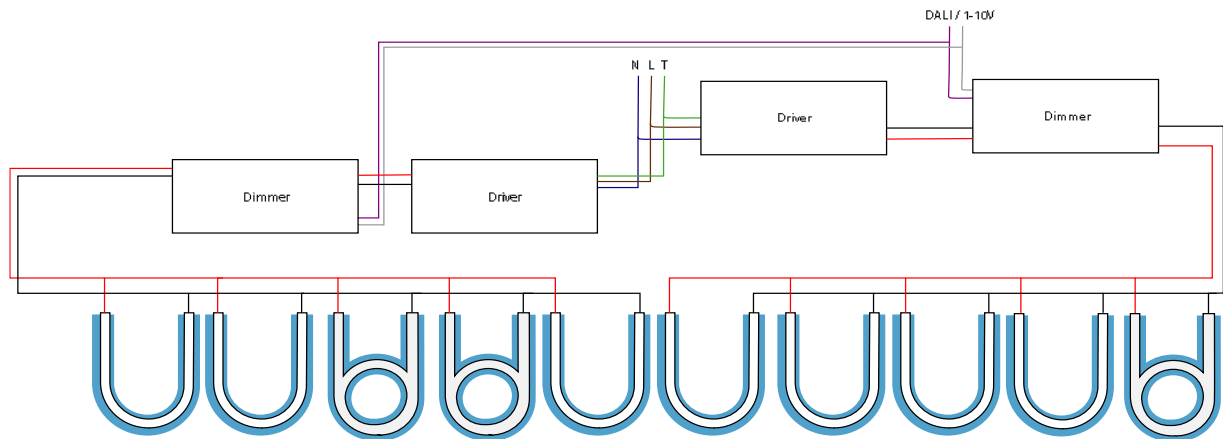 DALI / 1-10V
N L T
Driver
Dimmer
Dimmer
Driver